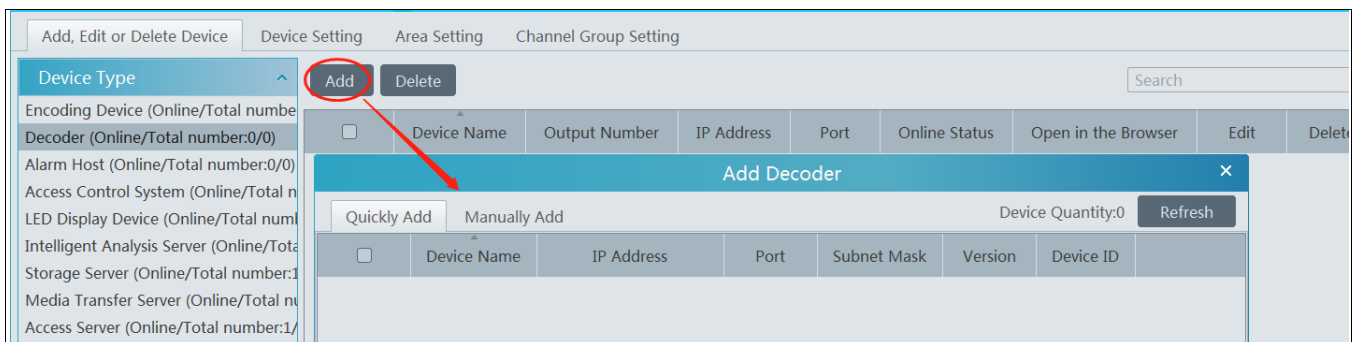 Add, Edit or Delete Device Device Setting Area Setting Channel Group Setting
Device Type
Add Delete Search
Encoding Device (Online/Total numbe
Decoder (Online/Total number:0/0)
Alarm Host (Online/Total number:0/0)
Access Control System (Online/Total n
LED Display Device (Online/Total num
Intelligent Analysis Server (Online/Tota
Storage Server (Online/Total number:1
Media Transfer Server (Online/Total nu
Access Server (Online/Total number:1/
Device Name Output Number IP Address Port Online Status Open in the Browser Edit Delet
Add Decoder
Quickly Add Manually Add Device Quantity:0 Refresh
Device Name IP Address Port Subnet Mask Version Device ID